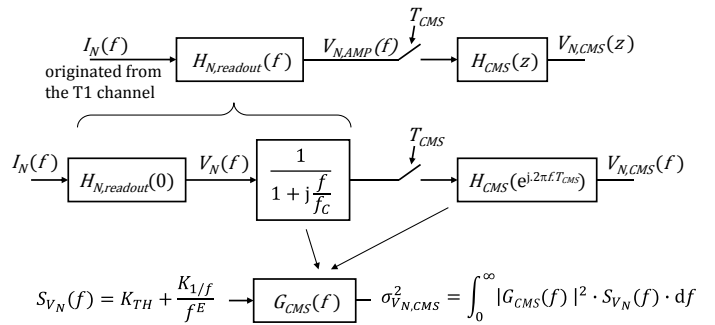 T_CMS
I_N(f)
H_N,readout(f)
V_N,AMP(f)
H_CMS(z)
V_N,CMS(z)
originated from
the T1 channel
T_CMS
I_N(f)
H_N,readout(0)
V_N(f)
1 / (1 + j f/f_C)
H_CMS(e^j.2πf.T_CMS)
V_N,CMS(f)
S_V_N(f) = K_TH + K_1/f / f^E
G_CMS(f)
σ²_V_N,CMS = ∫_0^∞ |G_CMS(f) |² · S_V_N(f) · df